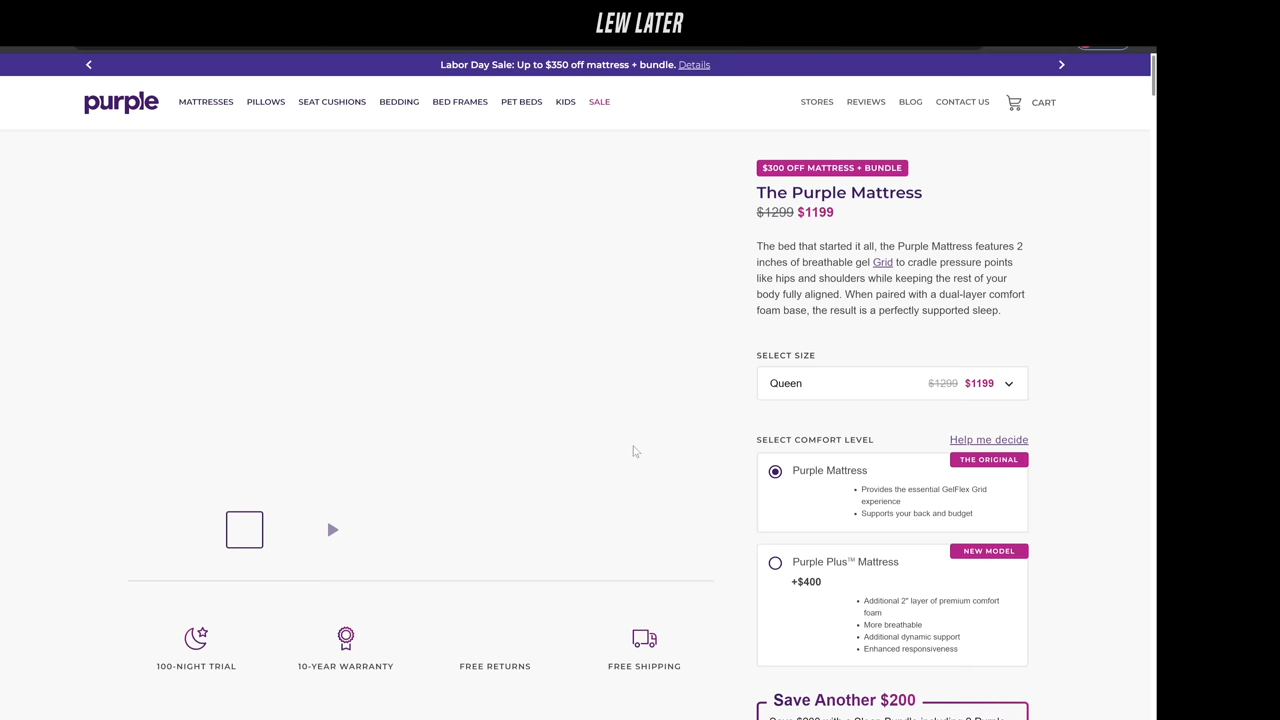 LEW LATER
Labor Day Sale: Up to $350 off mattress + bundle. Details
purple MATTRESSES PILLOWS SEAT CUSHIONS BEDDING BED FRAMES PET BEDS KIDS SALE STORES REVIEWS BLOG CONTACT US CART
$300 OFF MATTRESS + BUNDLE
The Purple Mattress
$1299 $1199
The bed that started it all, the Purple Mattress features 2
inches of breathable gel Grid to cradle pressure points
like hips and shoulders while keeping the rest of your
body fully aligned. When paired with a dual-layer comfort
foam base, the result is a perfectly supported sleep.
SELECT SIZE
Queen $1299 $1199
SELECT COMFORT LEVEL Help me decide
THE ORIGINAL
Purple Mattress
• Provides the essential GelFlex Grid
experience
• Supports your back and budget
NEW MODEL
Purple Plus™ Mattress
+$400
• Additional 2" layer of premium comfort
foam
• More breathable
• Additional dynamic support
• Enhanced responsiveness
100-NIGHT TRIAL 10-YEAR WARRANTY FREE RETURNS FREE SHIPPING
Save Another $200